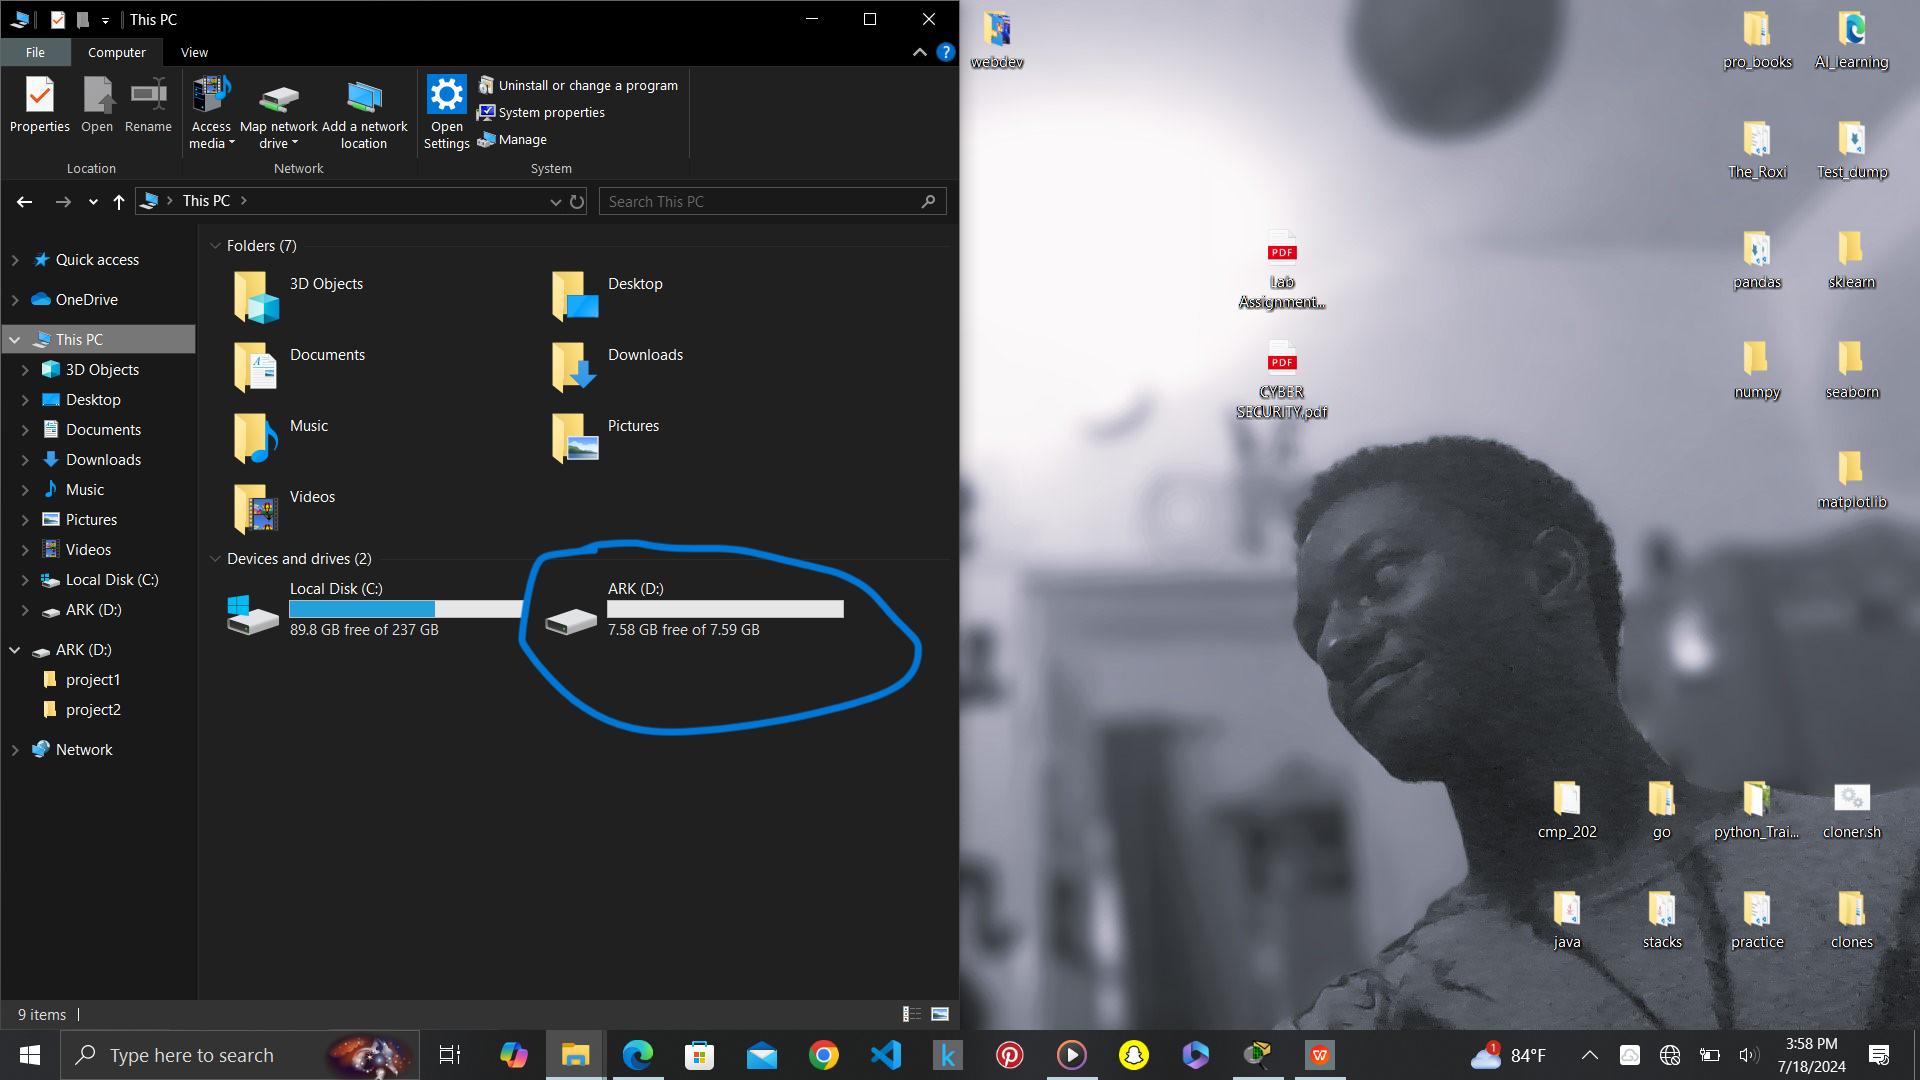 This PC
File
Computer
View
Properties
Open
Rename
Access media
Map network drive
Add a network location
Open Settings
Uninstall or change a program
System properties
Manage
Location
Network
System
This PC
Search This PC
Quick access
OneDrive
This PC
3D Objects
Desktop
Documents
Downloads
Music
Pictures
Videos
Local Disk (C:)
ARK (D:)
ARK (D:)
project1
project2
Network
Folders (7)
3D Objects
Desktop
Documents
Downloads
Music
Pictures
Videos
Devices and drives (2)
Local Disk (C:)
89.8 GB free of 237 GB
ARK (D:)
7.58 GB free of 7.59 GB
9 items
webdev
pro_books
AI_learning
The_Roxi
Test_dump
PDF
Lab
Assignment...
pandas
sklearn
PDF
CYBER
SECURITY.pdf
numpy
seaborn
matplotlib
cmp_202
go
python_Trai...
cloner.sh
java
stacks
practice
clones
Type here to search
1
84°F
3:58 PM
7/18/2024